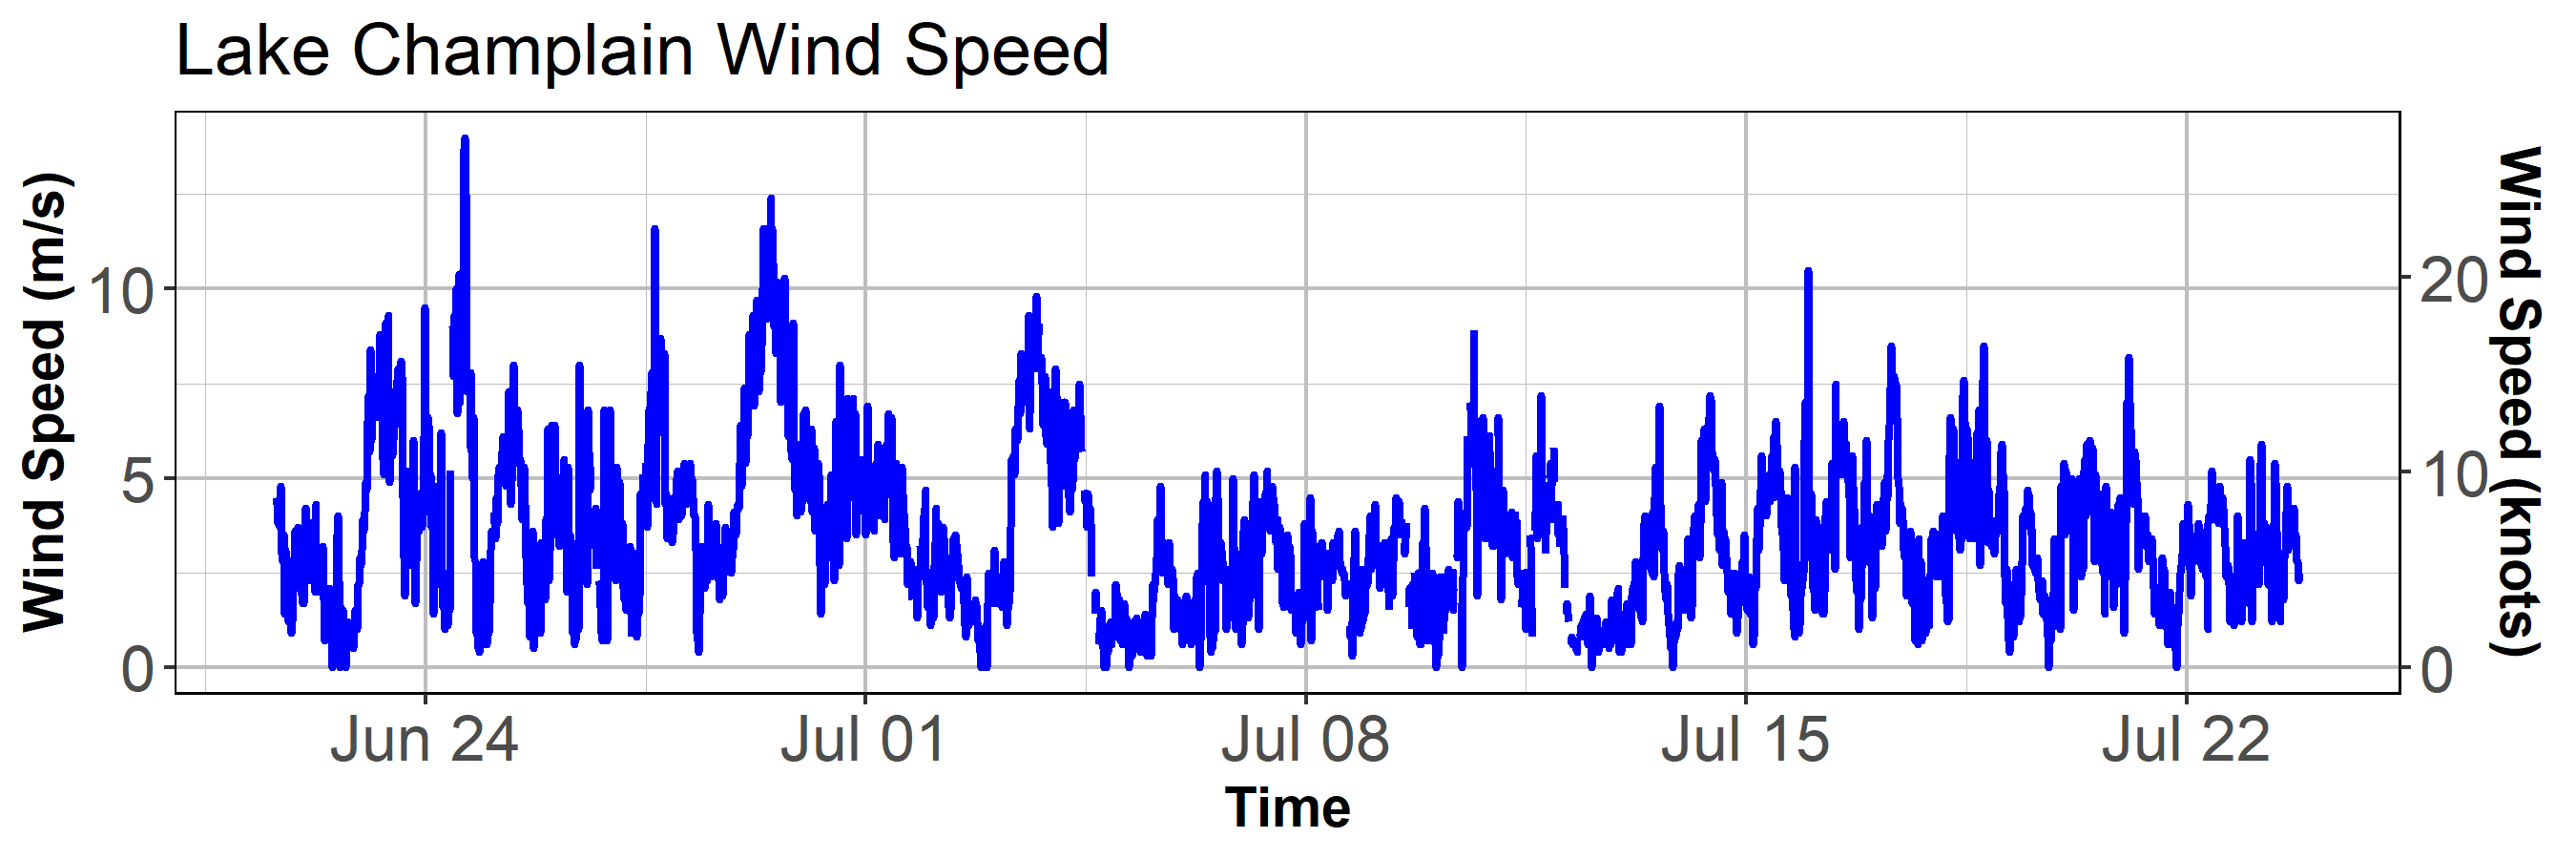 Lake Champlain Wind Speed
Wind Speed (m/s)
10
5
0
20
10
0
Wind Speed (knots)
Jun 24
Jul 01
Jul 08
Jul 15
Jul 22
Time